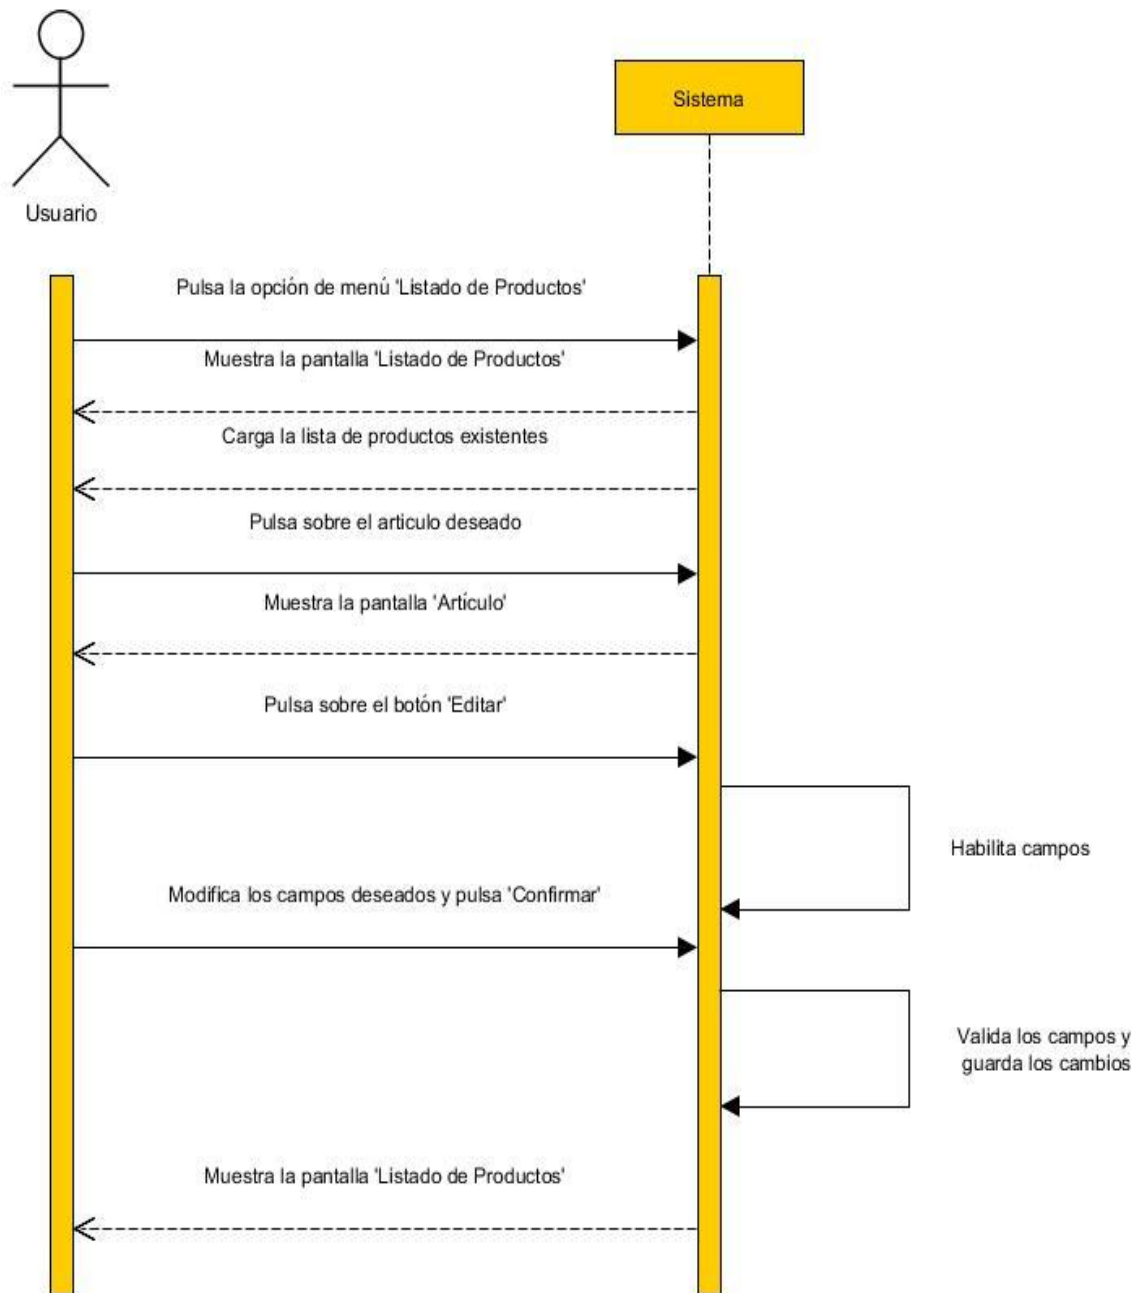 Sistema
Usuario
Pulsa la opción de menú 'Listado de Productos'
Muestra la pantalla 'Listado de Productos'
Carga la lista de productos existentes
Pulsa sobre el articulo deseado
Muestra la pantalla 'Artículo'
Pulsa sobre el botón 'Editar'
Habilita campos
Modifica los campos deseados y pulsa 'Confirmar'
Valida los campos y
guarda los cambios
Muestra la pantalla 'Listado de Productos'